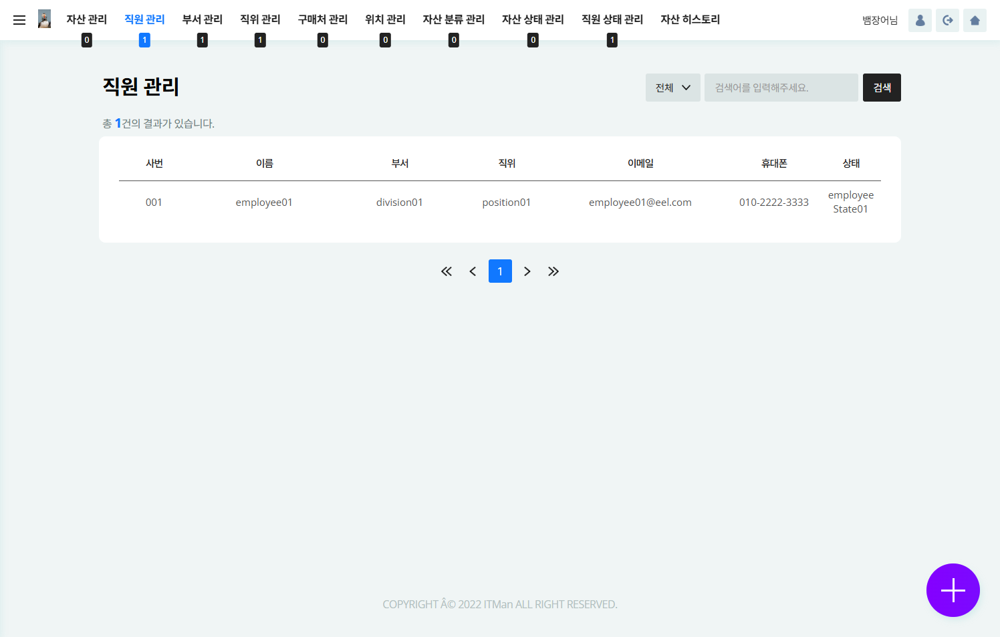 자산 관리 직원 관리 부서 관리 직위 관리 구매처 관리 위치 관리 자산 분류 관리 자산 상태 관리 직원 상태 관리 자산 히스토리 뱀장어님
0 1 1 1 0 0 0 0 1
직원 관리 전체 검색어를 입력해주세요. 검색
총 1건의 결과가 있습니다.
사번 이름 부서 직위 이메일 휴대폰 상태
001 employee01 division01 position01 employee01@eel.com 010-2222-3333 employee
State01
1
COPYRIGHT Â© 2022 ITMan ALL RIGHT RESERVED.